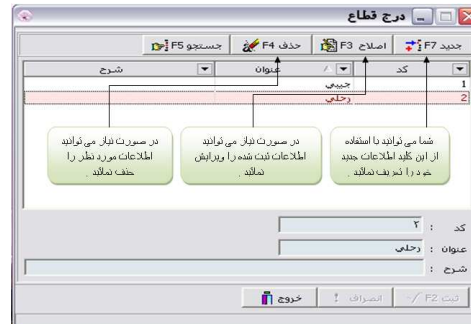 درج قطاع
جدید F7 اصلاح F3 حذف F4 جستجو F5
کد عنوان شرح
1 جیبی
2 رحلی
شما می توانید با استفاده
از این کلید اطلاعات جدید
خود را تعریف نمائید .
در صورت نیاز می توانید
اطلاعات ثبت شده را ویرایش
نمائید .
در صورت نیاز می توانید
اطلاعات مورد نظر را
حذف نمائید .
کد : ۲
عنوان : رحلی
شرح :
ثبت F2 انصراف خروج